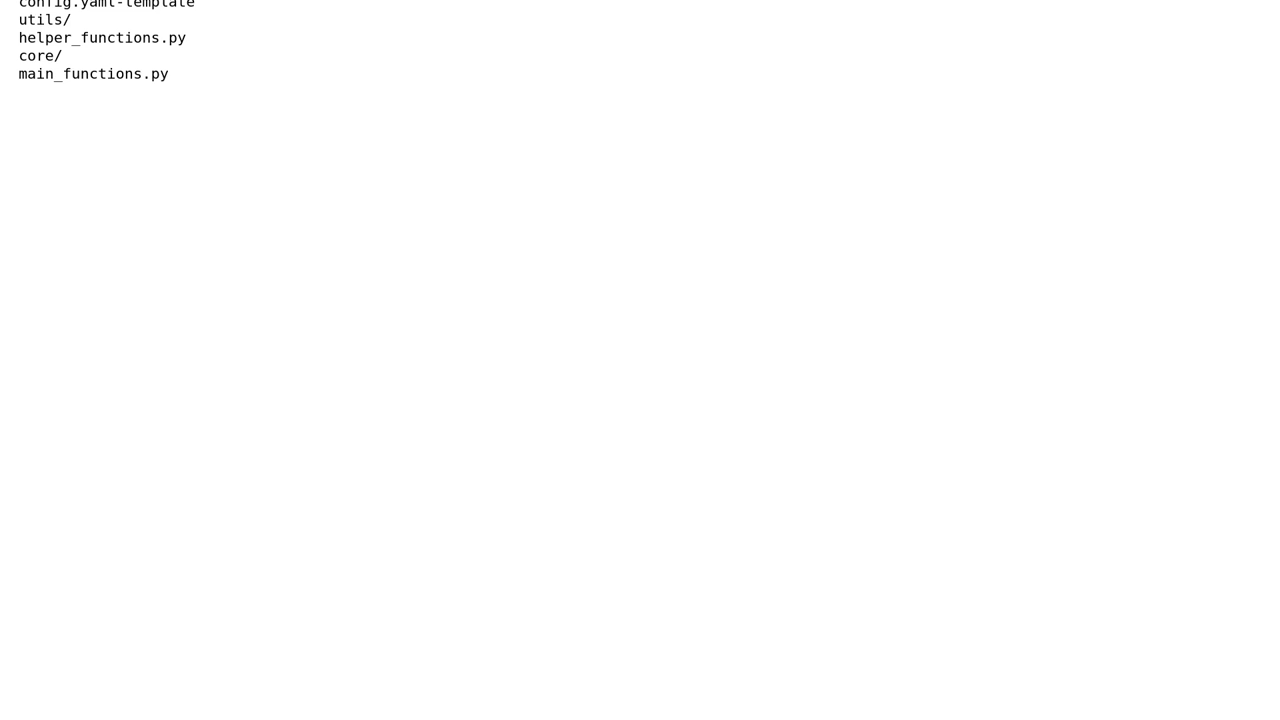 config.yaml-template
utils/
helper_functions.py
core/
main_functions.py